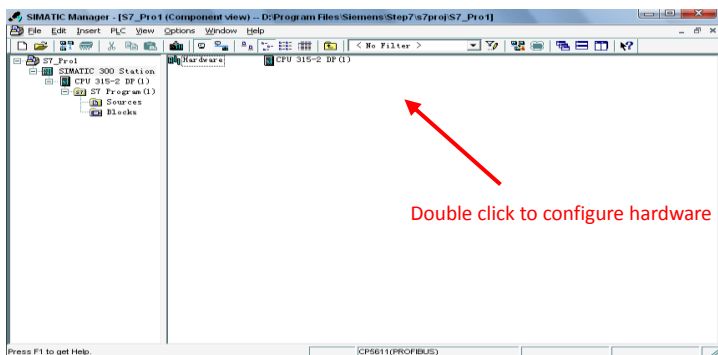 SIMATIC Manager - [S7_Pro1 (Component view) -- D:\Program Files\Siemens\Step7\s7proj\S7_Pro1]
File Edit Insert PLC View Options Window Help
< No Filter >
S7_Pro1
SIMATIC 300 Station
CPU 315-2 DP(1)
S7 Program(1)
Sources
Blocks
Hardware
CPU 315-2 DP(1)
Double click to configure hardware
Press F1 to get Help.
CP5611(PROFIBUS)